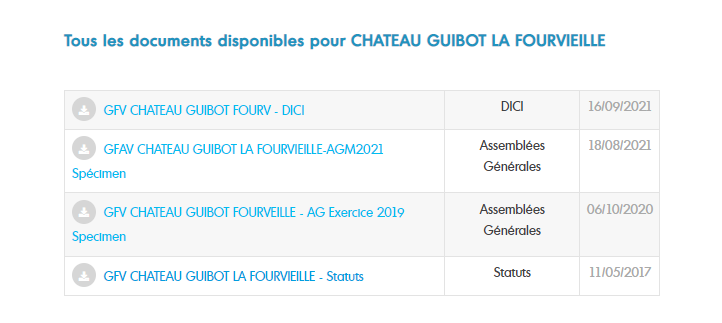 Tous les documents disponibles pour CHATEAU GUIBOT LA FOURVIEILLE
GFV CHATEAU GUIBOT FOURV - DICI
DICI
16/09/2021
GFAV CHATEAU GUIBOT LA FOURVIEILLE-AGM2021
Spécimen
Assemblées
Générales
18/08/2021
GFV CHATEAU GUIBOT FOURVEILLE - AG Exercice 2019
Specimen
Assemblées
Générales
06/10/2020
GFV CHATEAU GUIBOT LA FOURVIEILLE - Statuts
Statuts
11/05/2017